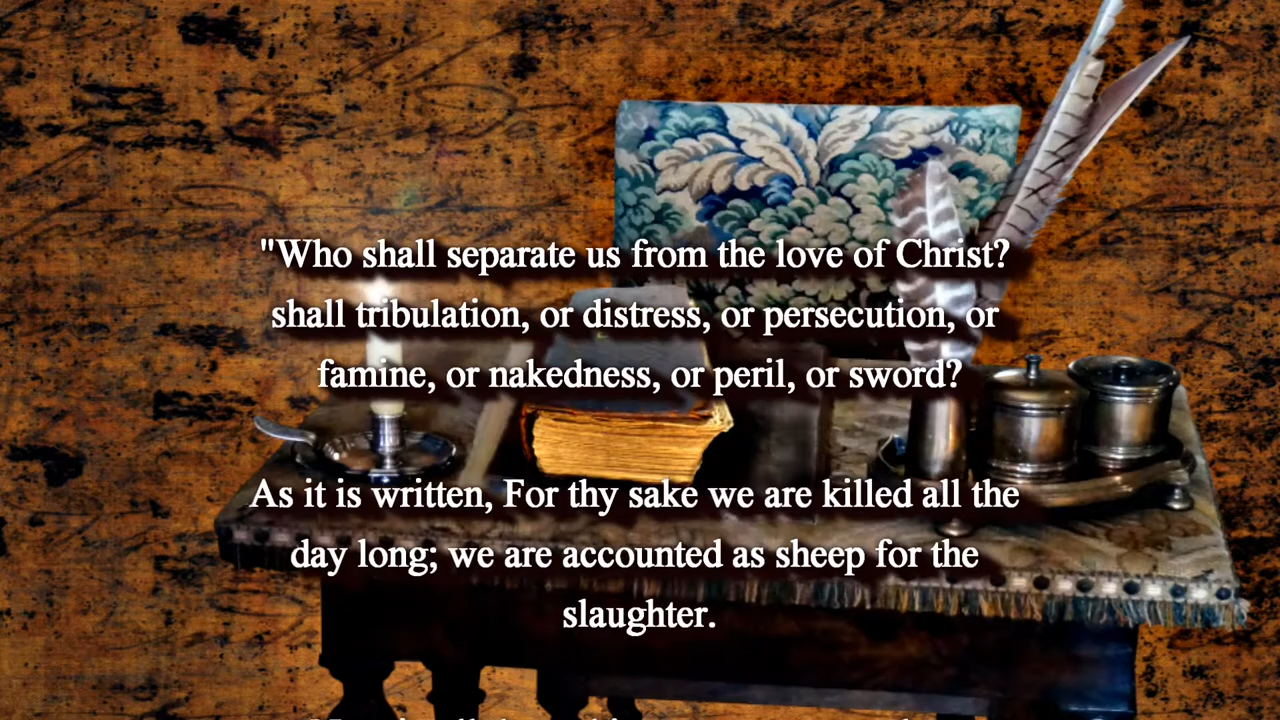 "Who shall separate us from the love of Christ?
shall tribulation, or distress, or persecution, or
famine, or nakedness, or peril, or sword?
As it is written, For thy sake we are killed all the
day long; we are accounted as sheep for the
slaughter.